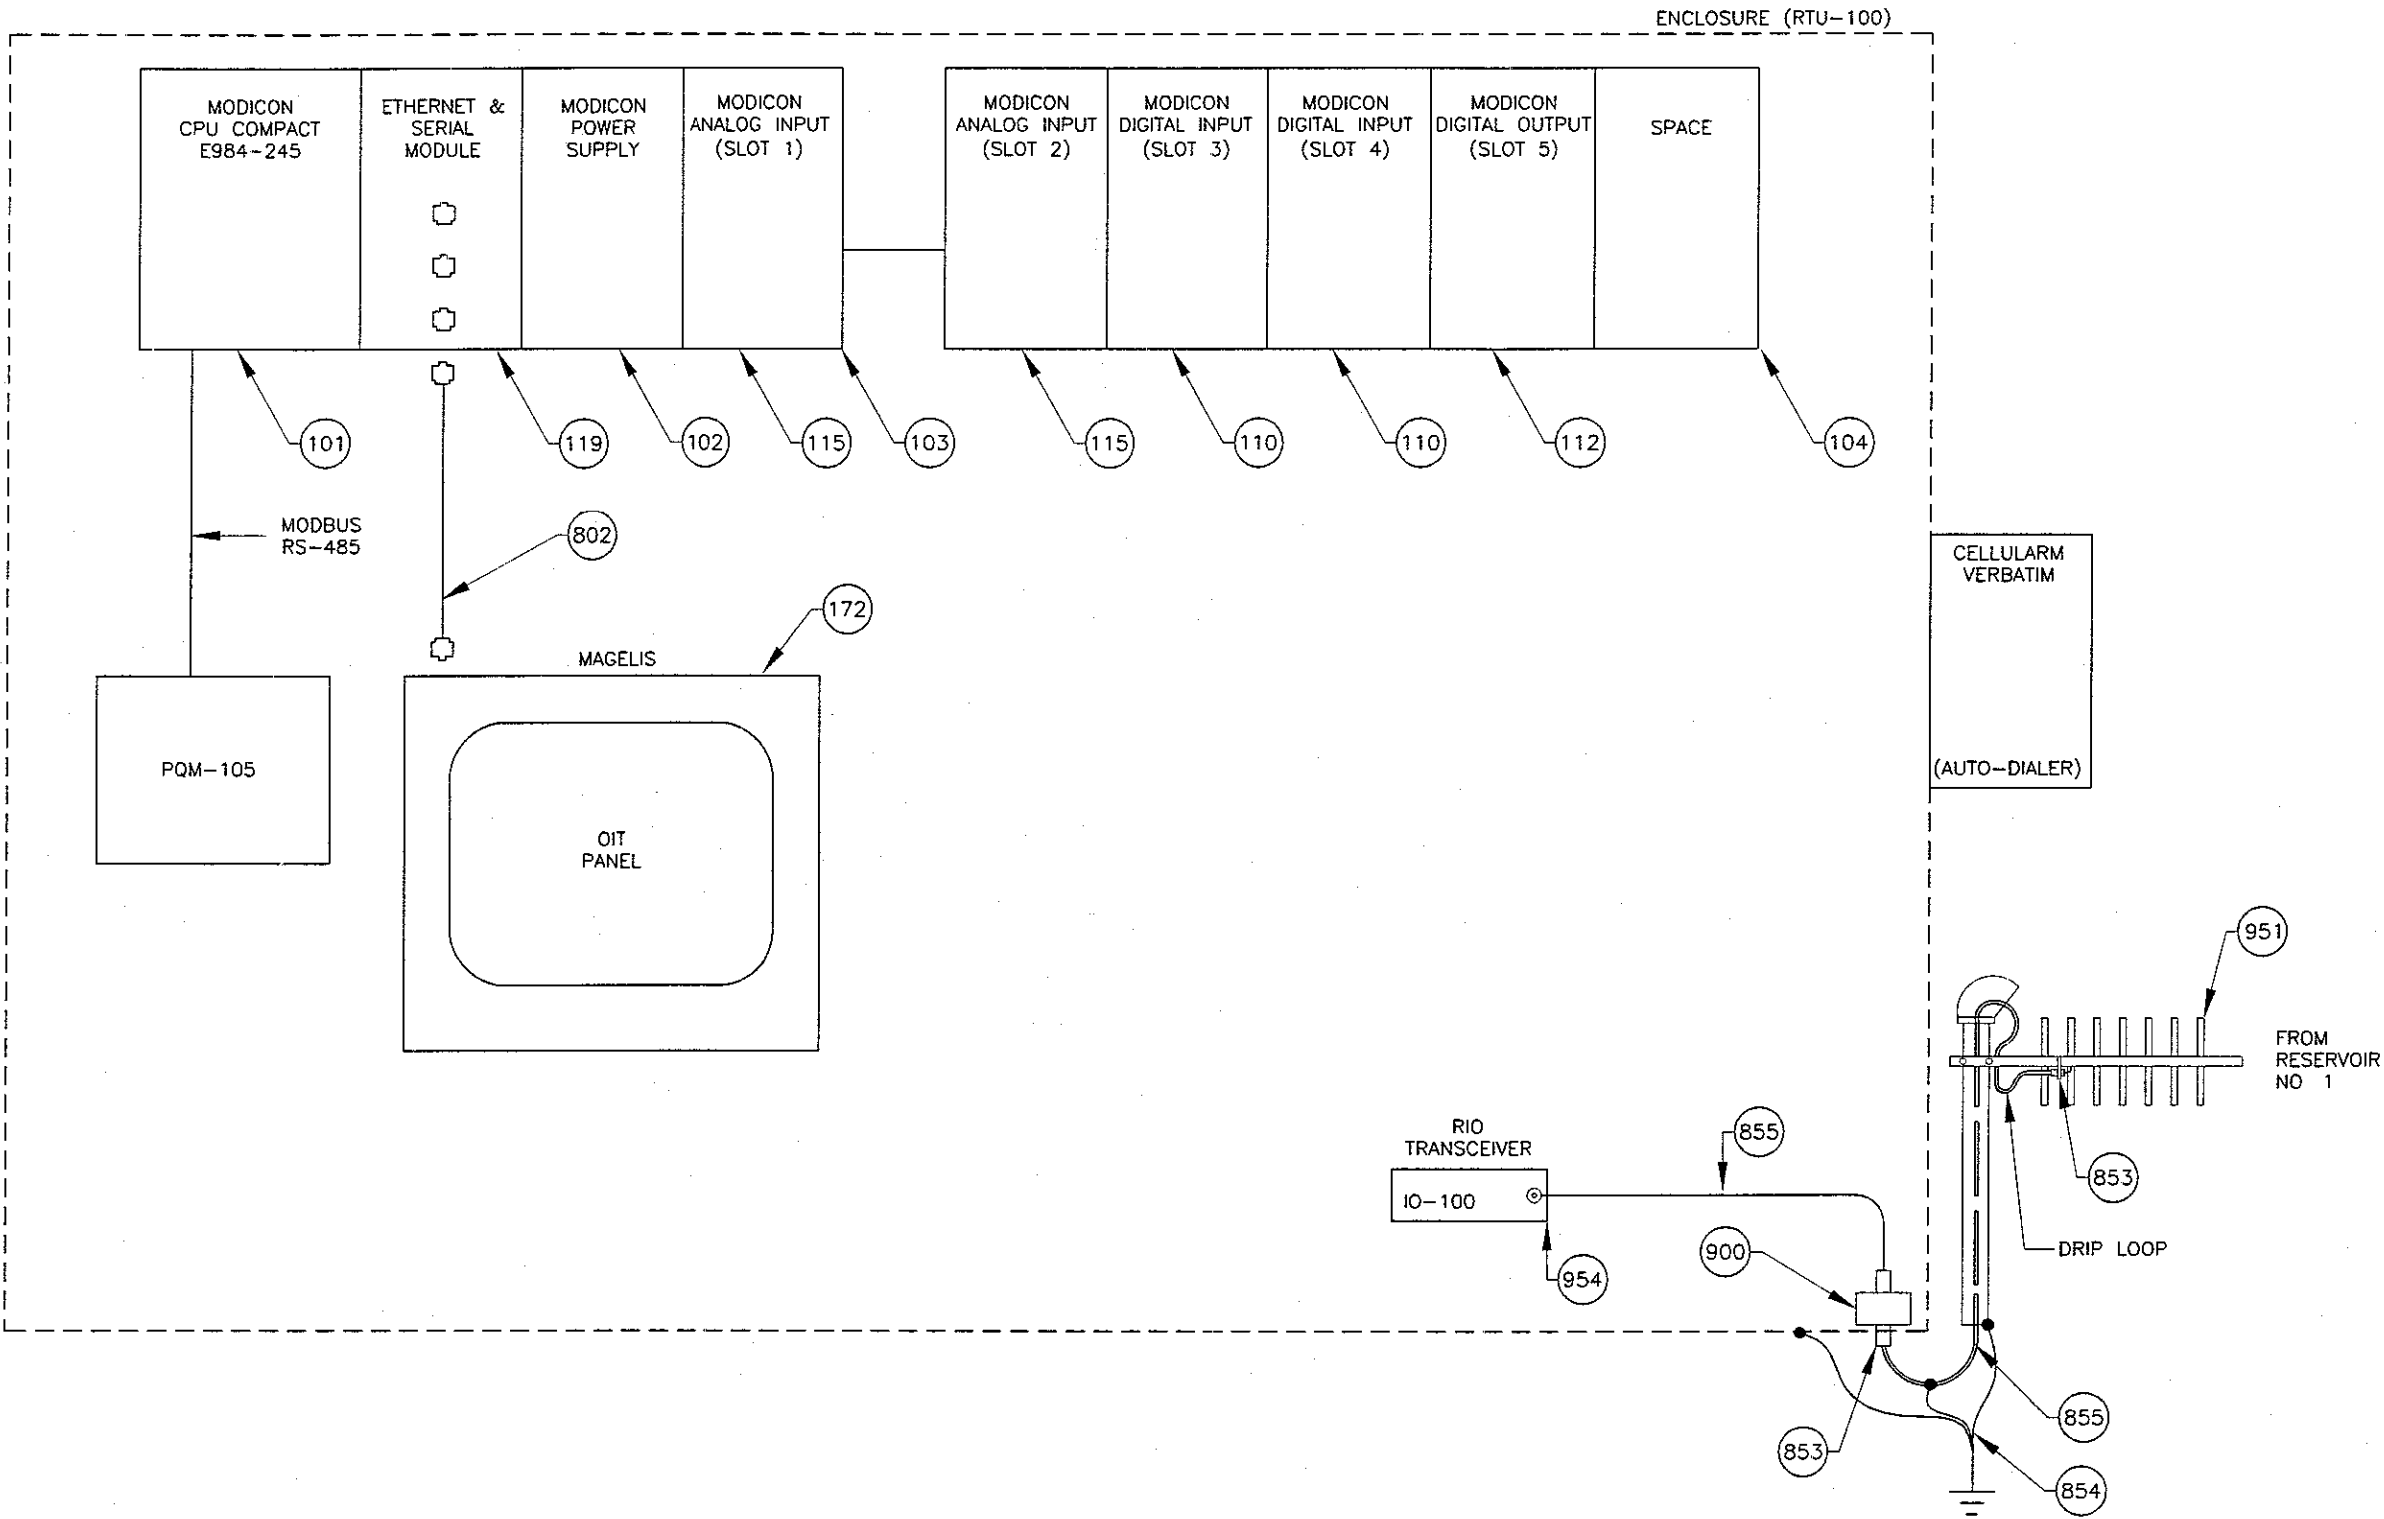 ENCLOSURE (RTU-100)
MODICON
CPU COMPACT
E984-245
ETHERNET &
SERIAL
MODULE
MODICON
POWER
SUPPLY
MODICON
ANALOG INPUT
(SLOT 1)
MODICON
ANALOG INPUT
(SLOT 2)
MODICON
DIGITAL INPUT
(SLOT 3)
MODICON
DIGITAL INPUT
(SLOT 4)
MODICON
DIGITAL OUTPUT
(SLOT 5)
SPACE
101
119
102
115
103
115
110
110
112
104
MODBUS
RS-485
802
CELLULARM
VERBATIM
(AUTO-DIALER)
172
MAGELIS
PQM-105
OIT
PANEL
951
FROM
RESERVOIR
NO 1
RIO
TRANSCEIVER
IO-100
855
853
900
DRIP LOOP
954
855
853
854